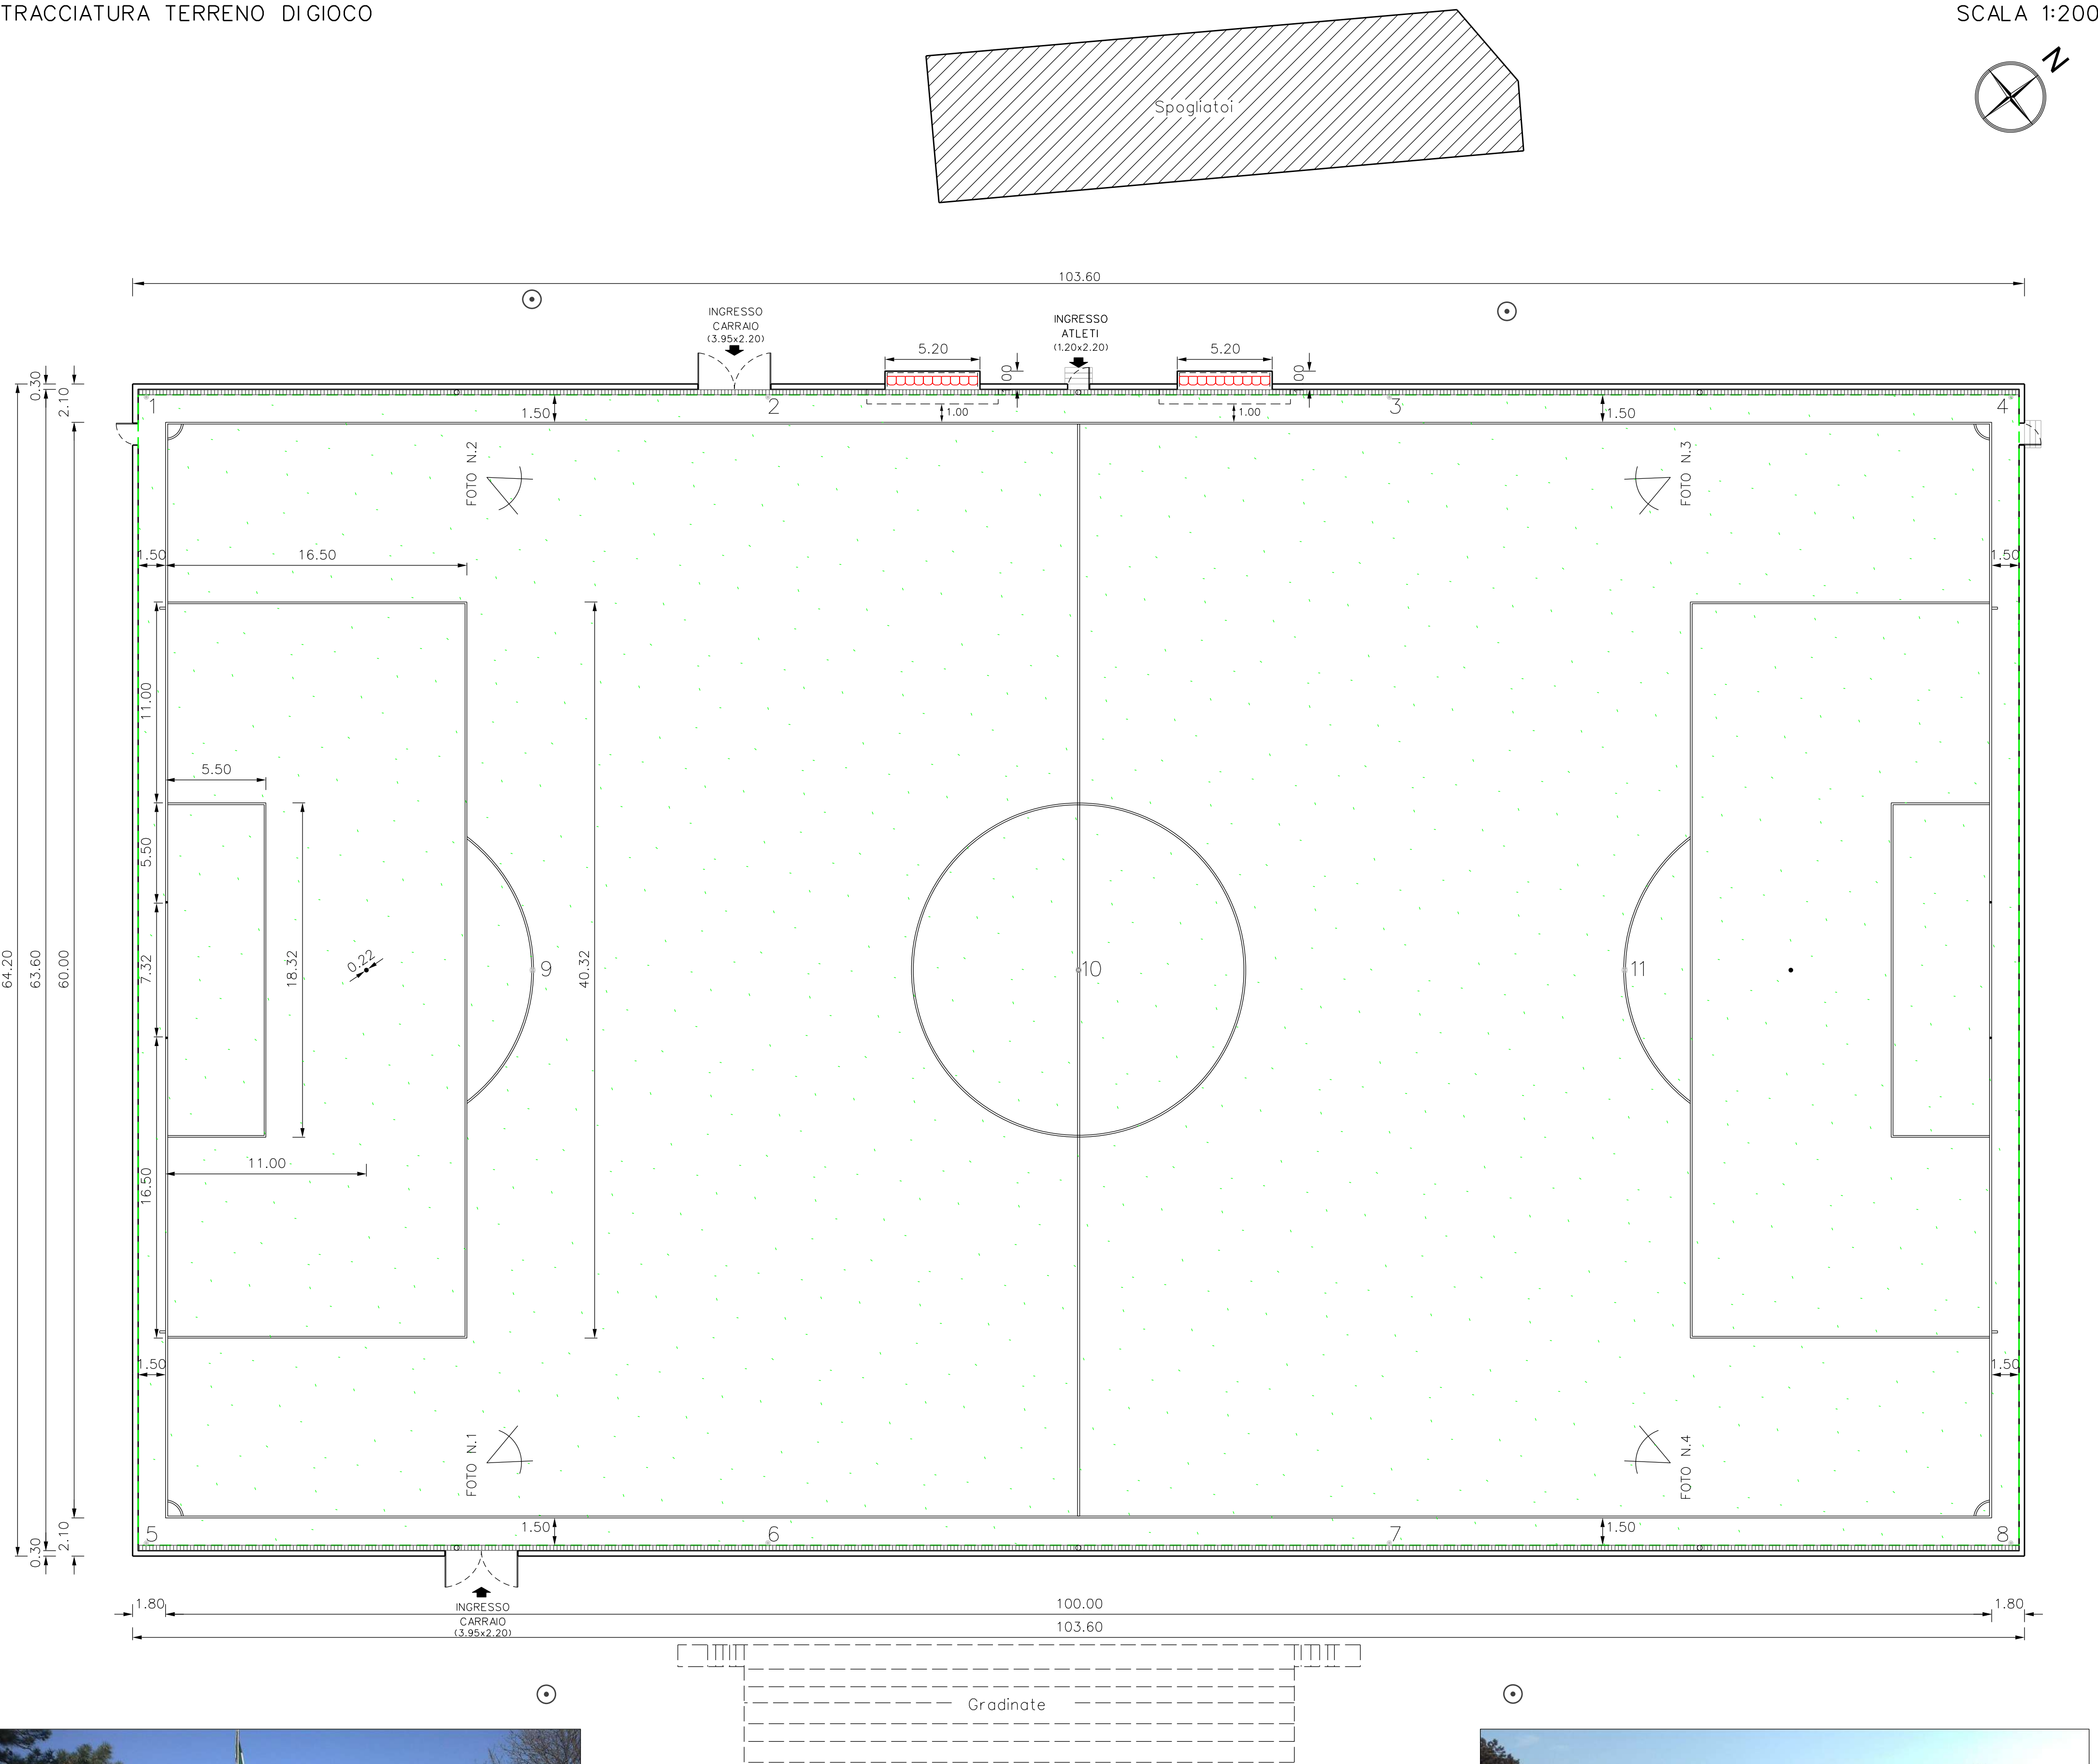 TRACCIATURA TERRENO DI GIOCO
SCALA 1:200
N
Spogliatoi
103.60
INGRESSO
CARRAIO
(3.95x2.20)
INGRESSO
ATLETI
(1.20x2.20)
5.20
5.20
00
00
0.30
2.10
1
2
3
4
1.50
1.00
1.00
1.50
FOTO N.2
FOTO N.3
1.50
16.50
1.50
11.00
5.50
5.50
18.32
40.32
0.22
7.32
64.20
63.60
60.00
9
10
11
11.00
16.50
1.50
1.50
FOTO N.1
FOTO N.4
5
6
7
8
1.50
1.50
0.30
2.10
INGRESSO
CARRAIO
(3.95x2.20)
1.80
100.00
1.80
103.60
Gradinate